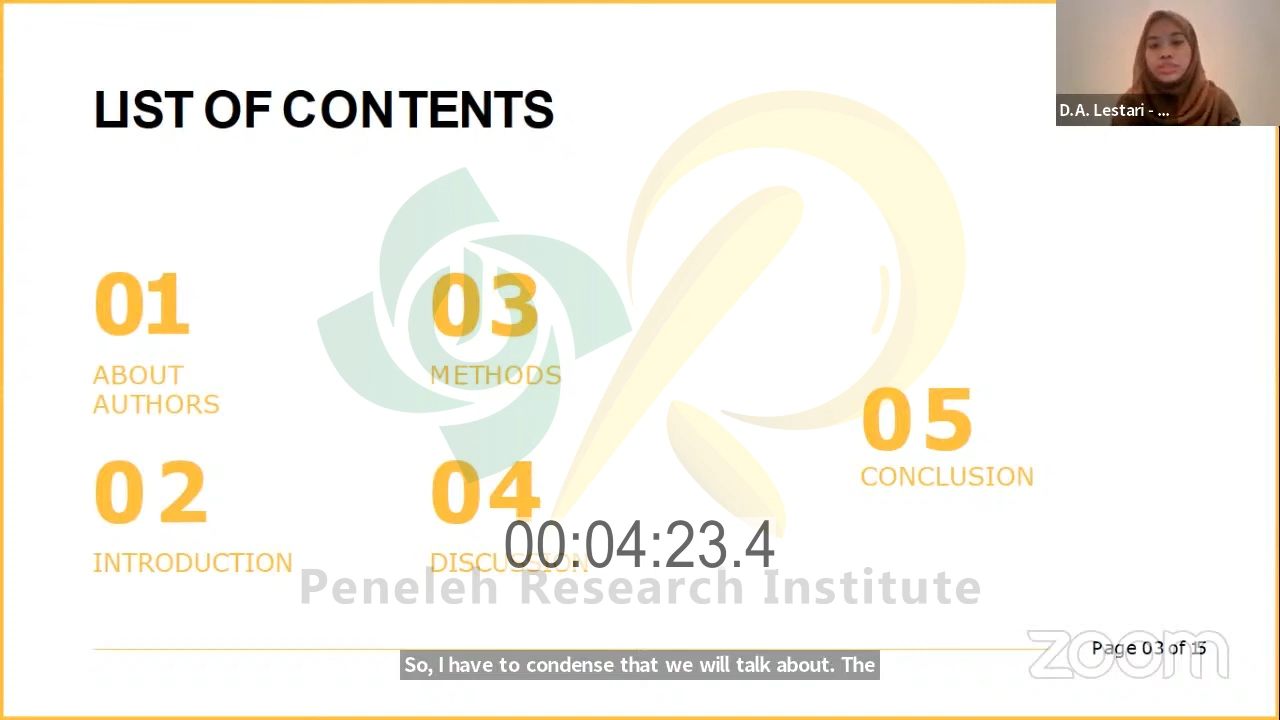 LIST OF CONTENTS
D.A. Lestari - ...
01
ABOUT
AUTHORS
02
INTRODUCTION
03
METHODS
04
DISCUSSION
05
CONCLUSION
00:04:23.4
Peneleh Research Institute
So, I have to condense that we will talk about. The
zoom
Page 03 of 15